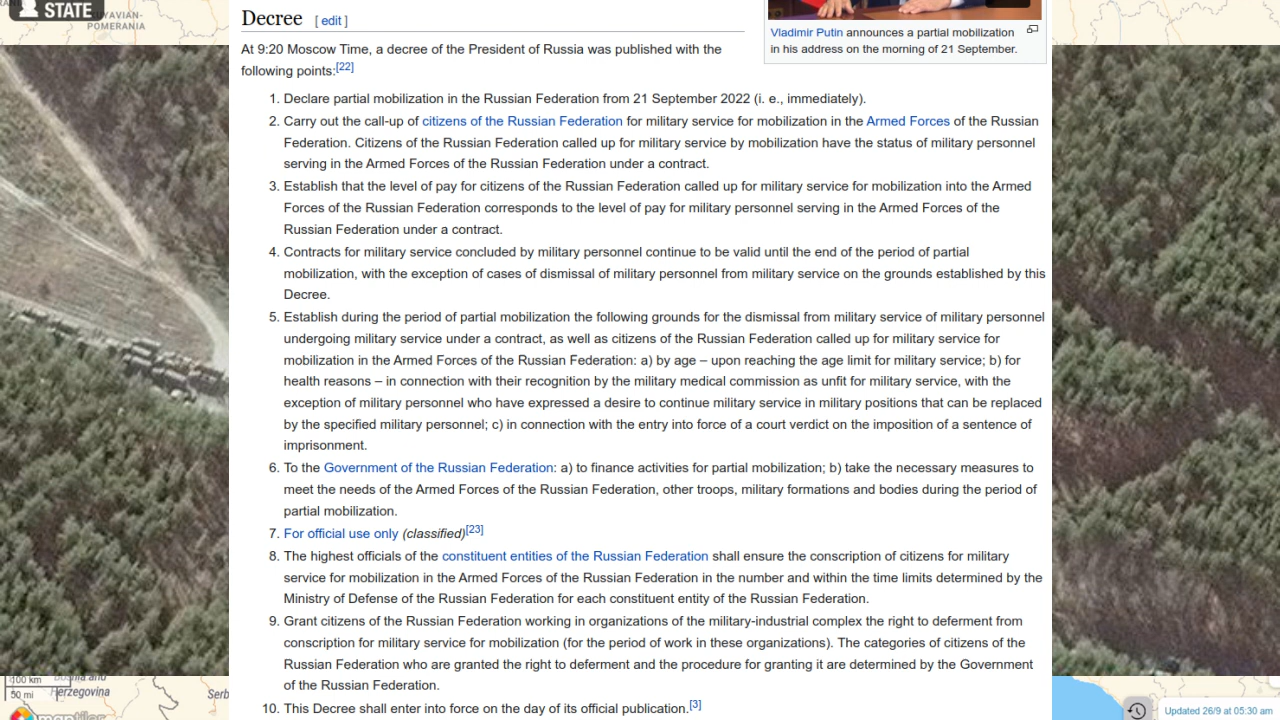 STATE
KUYAVIAN-
POMERANIA
Decree [ edit ]
At 9:20 Moscow Time, a decree of the President of Russia was published with the
following points:[22]
Vladimir Putin announces a partial mobilization
in his address on the morning of 21 September.
1. Declare partial mobilization in the Russian Federation from 21 September 2022 (i. e., immediately).
2. Carry out the call-up of citizens of the Russian Federation for military service for mobilization in the Armed Forces of the Russian
Federation. Citizens of the Russian Federation called up for military service by mobilization have the status of military personnel
serving in the Armed Forces of the Russian Federation under a contract.
3. Establish that the level of pay for citizens of the Russian Federation called up for military service for mobilization into the Armed
Forces of the Russian Federation corresponds to the level of pay for military personnel serving in the Armed Forces of the
Russian Federation under a contract.
4. Contracts for military service concluded by military personnel continue to be valid until the end of the period of partial
mobilization, with the exception of cases of dismissal of military personnel from military service on the grounds established by this
Decree.
5. Establish during the period of partial mobilization the following grounds for the dismissal from military service of military personnel
undergoing military service under a contract, as well as citizens of the Russian Federation called up for military service for
mobilization in the Armed Forces of the Russian Federation: a) by age – upon reaching the age limit for military service; b) for
health reasons – in connection with their recognition by the military medical commission as unfit for military service, with the
exception of military personnel who have expressed a desire to continue military service in military positions that can be replaced
by the specified military personnel; c) in connection with the entry into force of a court verdict on the imposition of a sentence of
imprisonment.
6. To the Government of the Russian Federation: a) to finance activities for partial mobilization; b) take the necessary measures to
meet the needs of the Armed Forces of the Russian Federation, other troops, military formations and bodies during the period of
partial mobilization.
7. For official use only (classified)[23]
8. The highest officials of the constituent entities of the Russian Federation shall ensure the conscription of citizens for military
service for mobilization in the Armed Forces of the Russian Federation in the number and within the time limits determined by the
Ministry of Defense of the Russian Federation for each constituent entity of the Russian Federation.
9. Grant citizens of the Russian Federation working in organizations of the military-industrial complex the right to deferment from
conscription for military service for mobilization (for the period of work in these organizations). The categories of citizens of the
Russian Federation who are granted the right to deferment and the procedure for granting it are determined by the Government
of the Russian Federation.
10. This Decree shall enter into force on the day of its official publication.[3]
100 km
50 mi
Bosnia and
Herzegovina
Serb
maptiler
Updated 26/9 at 05:30 am